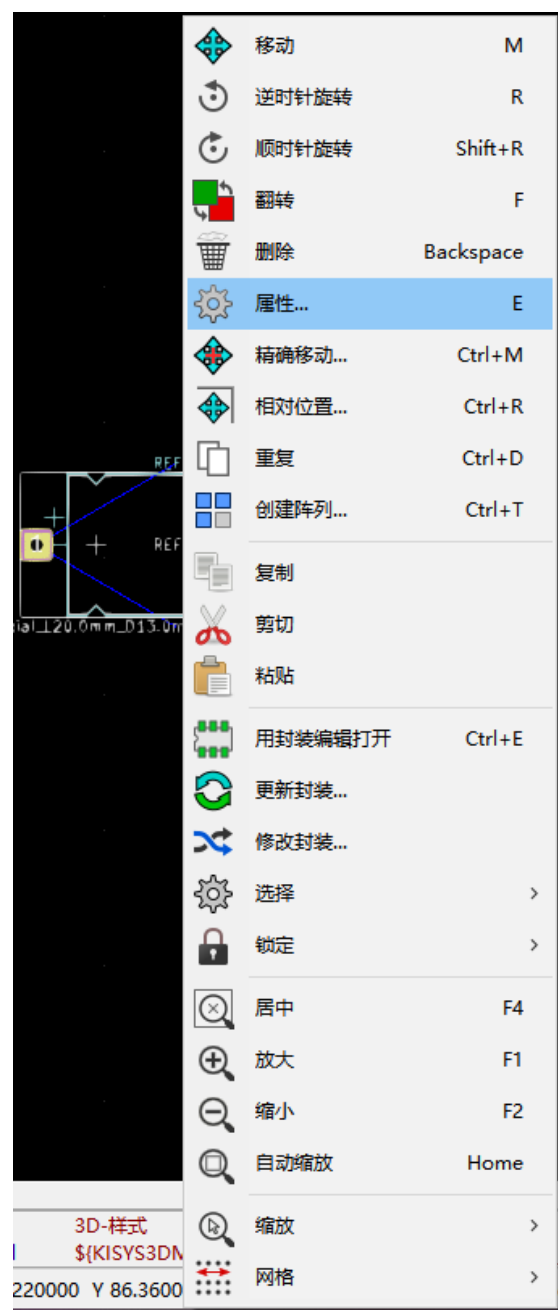 移动 M
逆时针旋转 R
顺时针旋转 Shift+R
翻转 F
删除 Backspace
属性... E
精确移动... Ctrl+M
相对位置... Ctrl+R
REF
重复 Ctrl+D
创建阵列... Ctrl+T
REF
复制
剪切
ial_L20.0mm_D13.0m
粘贴
用封装编辑打开 Ctrl+E
更新封装...
修改封装...
选择 >
锁定 >
居中 F4
放大 F1
缩小 F2
自动缩放 Home
3D-样式
缩放 >
${KISYS3DM
220000 Y 86.3600
网格 >